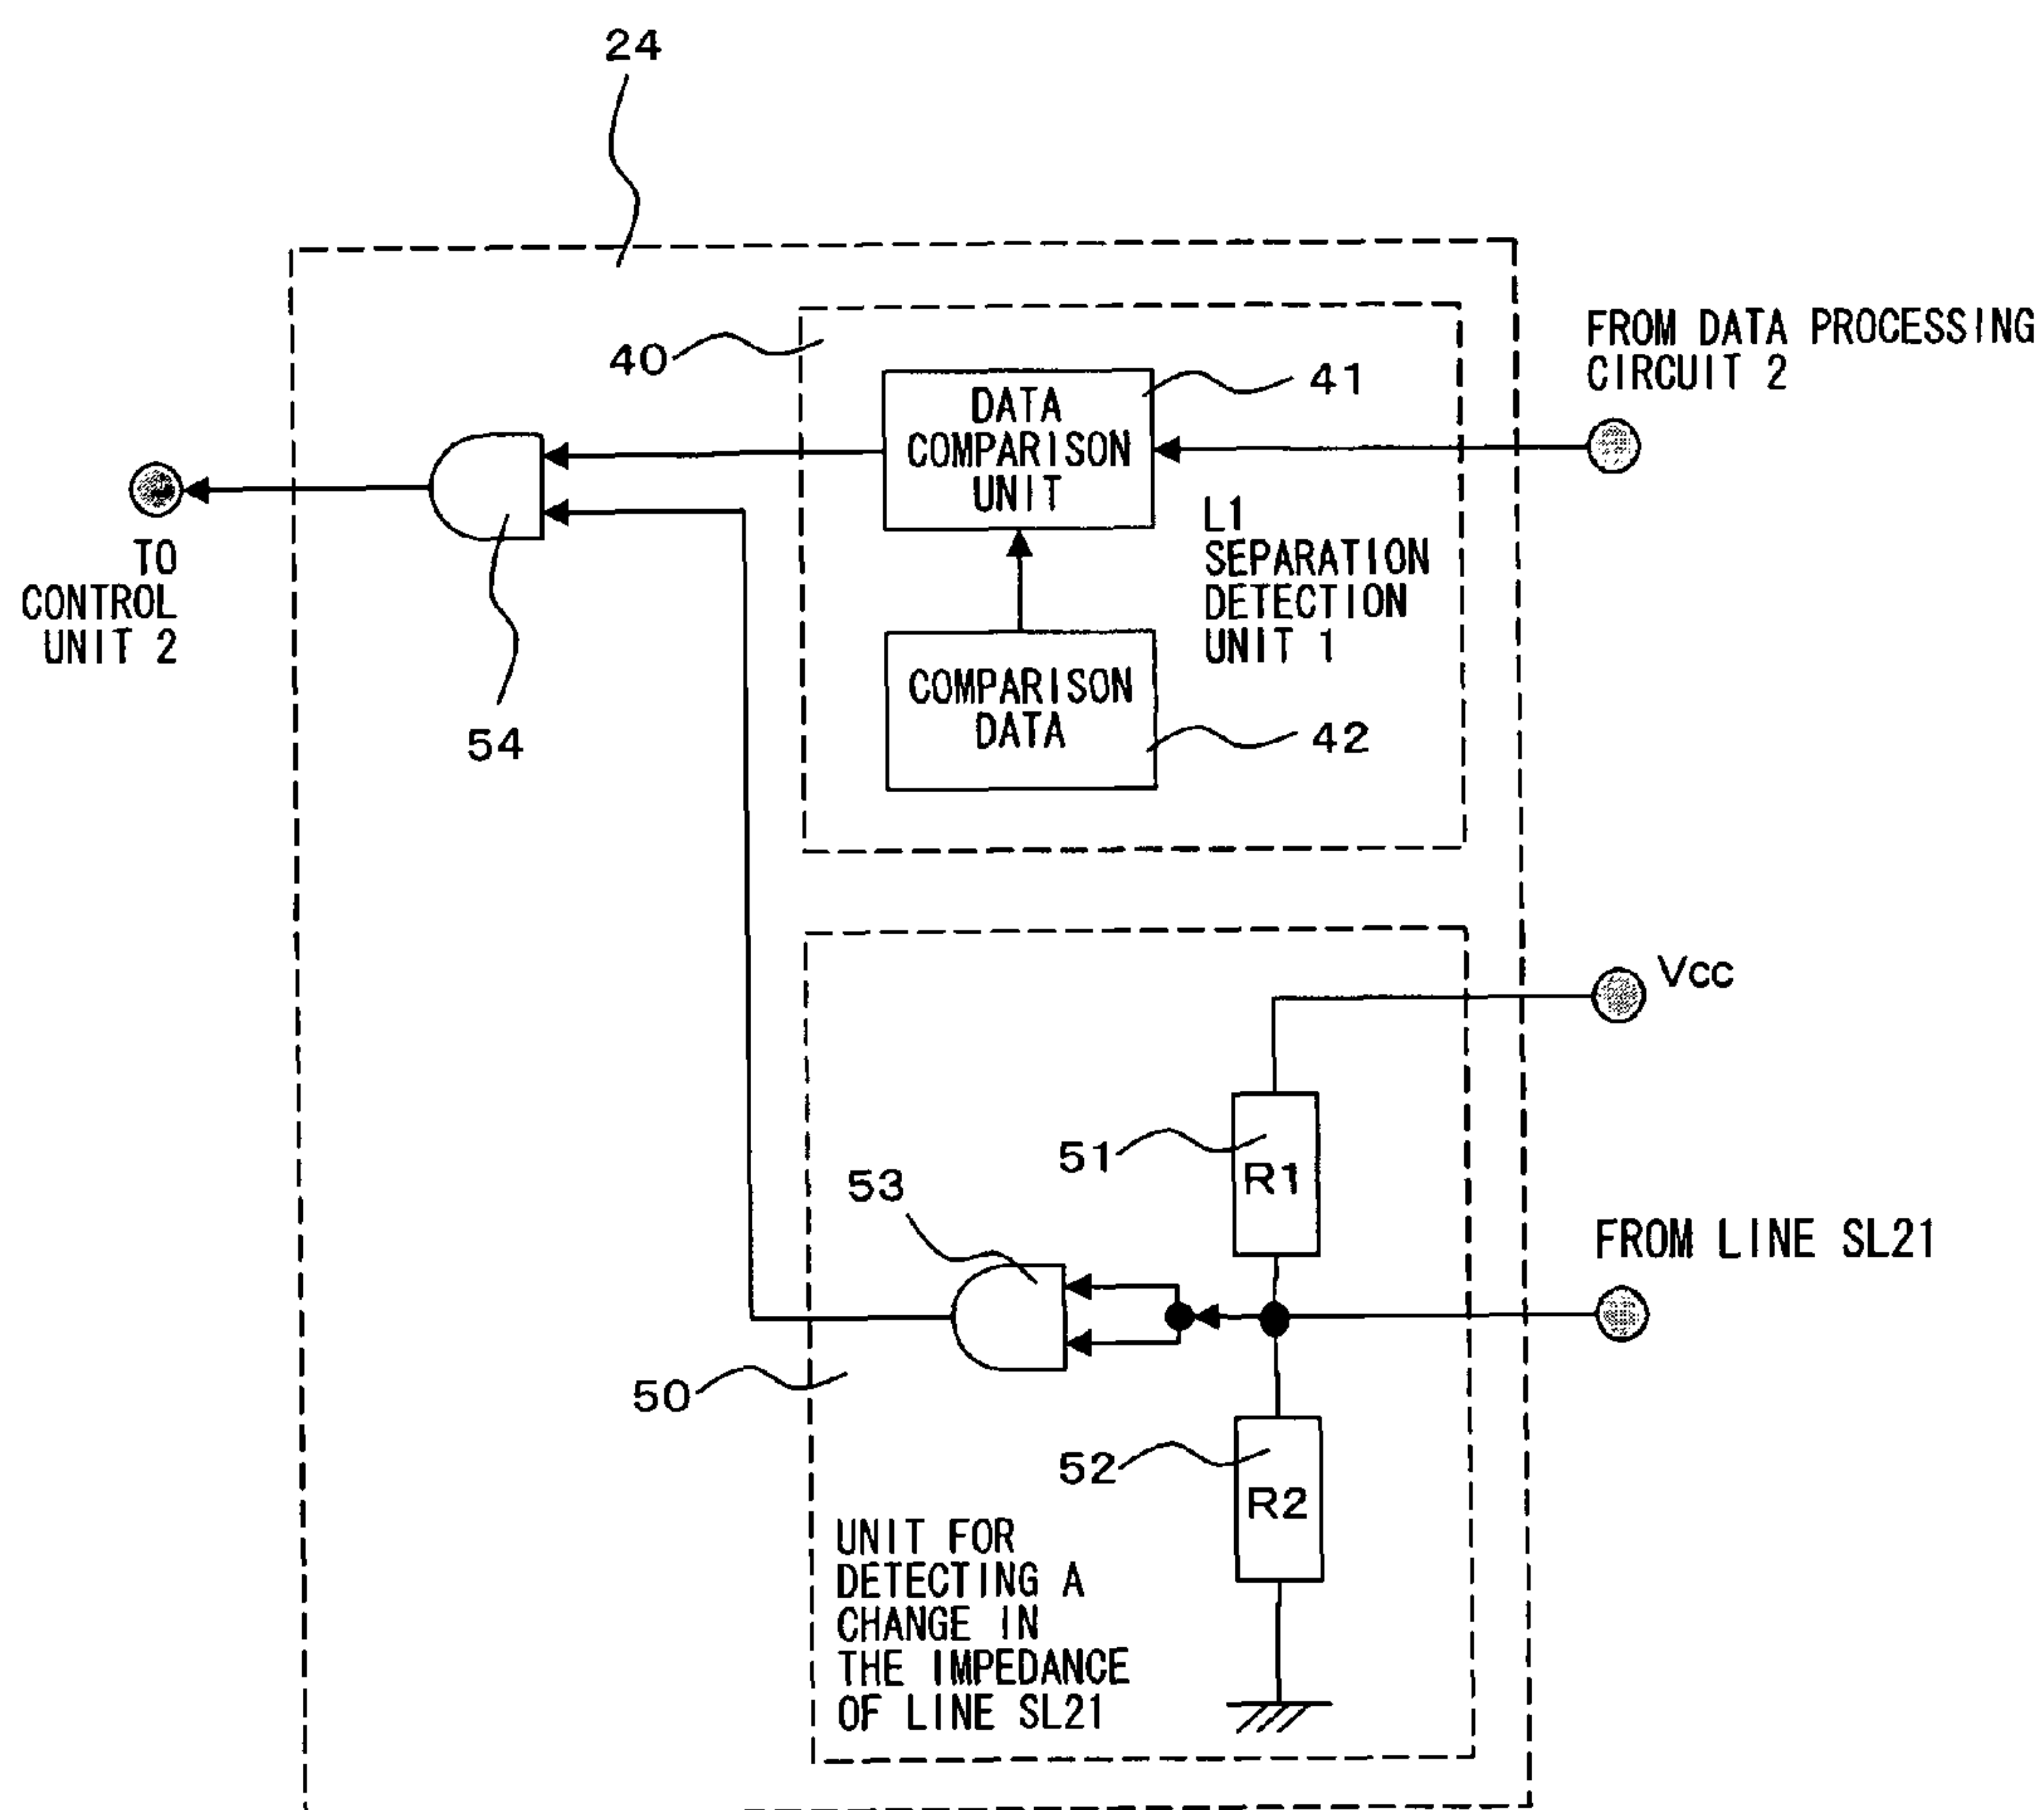 24
FROM DATA PROCESSING
CIRCUIT 2
40
41
DATA
COMPARISON
UNIT
L1
SEPARATION
DETECTION
UNIT 1
TO
CONTROL
UNIT 2
54
COMPARISON
DATA
42
Vcc
51
R1
53
FROM LINE SL21
50
52
R2
UNIT FOR
DETECTING A
CHANGE IN
THE IMPEDANCE
OF LINE SL21